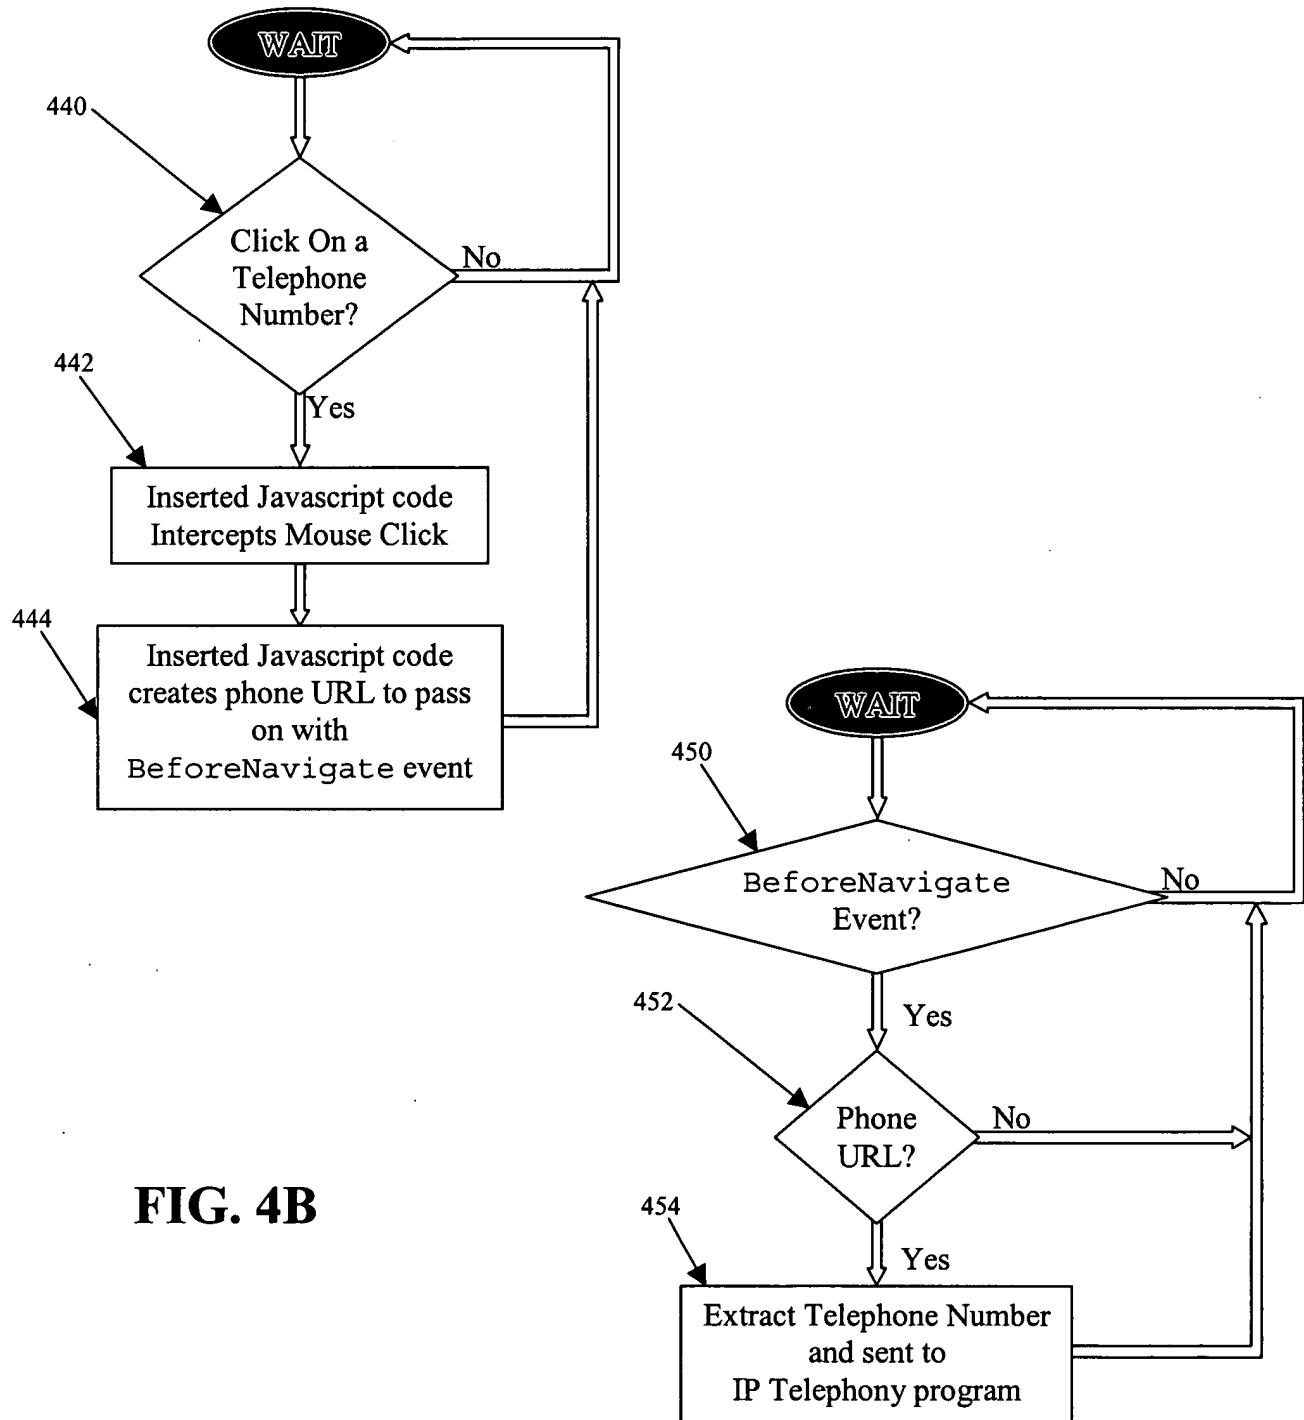 WAIT
440
Click On a
Telephone
Number?
No
442
Yes
Inserted Javascript code
Intercepts Mouse Click
444
Inserted Javascript code
creates phone URL to pass
on with
BeforeNavigate event
WAIT
450
BeforeNavigate
Event?
No
452
Yes
Phone
URL?
No
454
Yes
Extract Telephone Number
and sent to
IP Telephony program
FIG. 4B